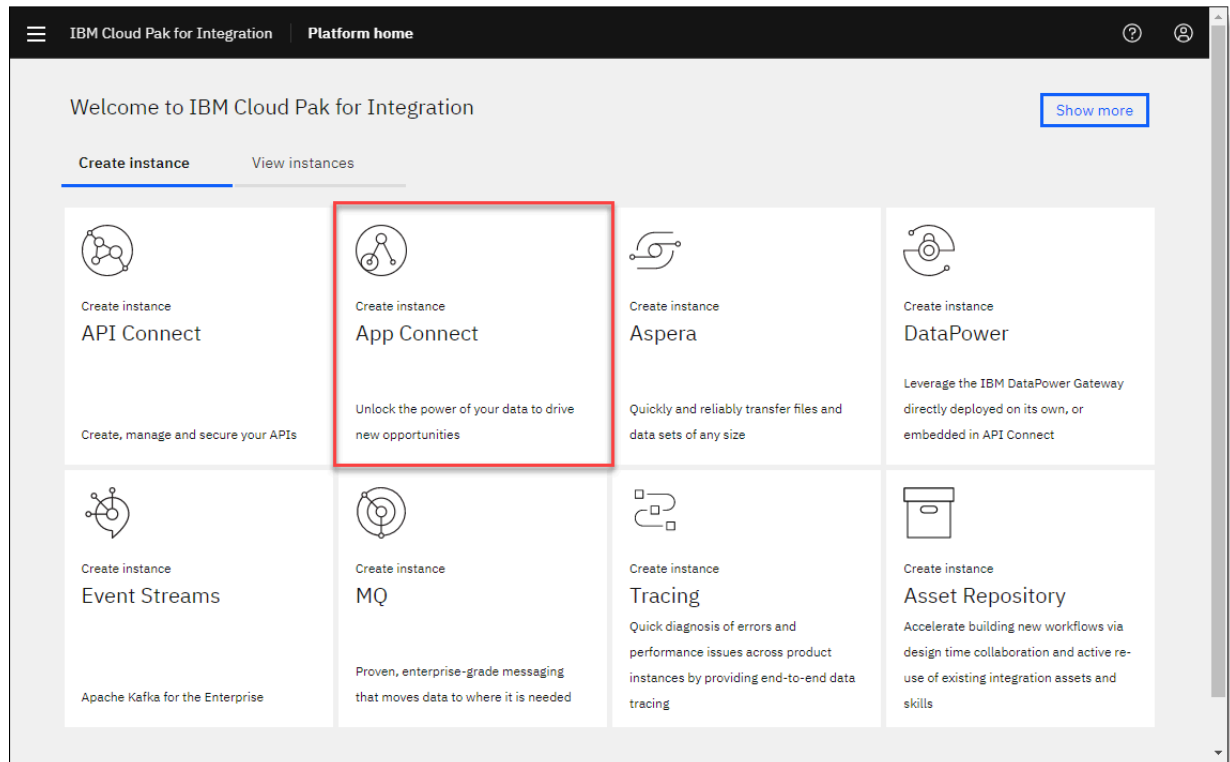 IBM Cloud Pak for Integration Platform home
Welcome to IBM Cloud Pak for Integration
Show more
Create instance View instances
Create instance
API Connect
Create, manage and secure your APIs
Create instance
App Connect
Unlock the power of your data to drive
new opportunities
Create instance
Aspera
Quickly and reliably transfer files and
data sets of any size
Create instance
DataPower
Leverage the IBM DataPower Gateway
directly deployed on its own, or
embedded in API Connect
Create instance
Event Streams
Apache Kafka for the Enterprise
Create instance
MQ
Proven, enterprise-grade messaging
that moves data to where it is needed
Create instance
Tracing
Quick diagnosis of errors and
performance issues across product
instances by providing end-to-end data
tracing
Create instance
Asset Repository
Accelerate building new workflows via
design time collaboration and active re-
use of existing integration assets and
skills